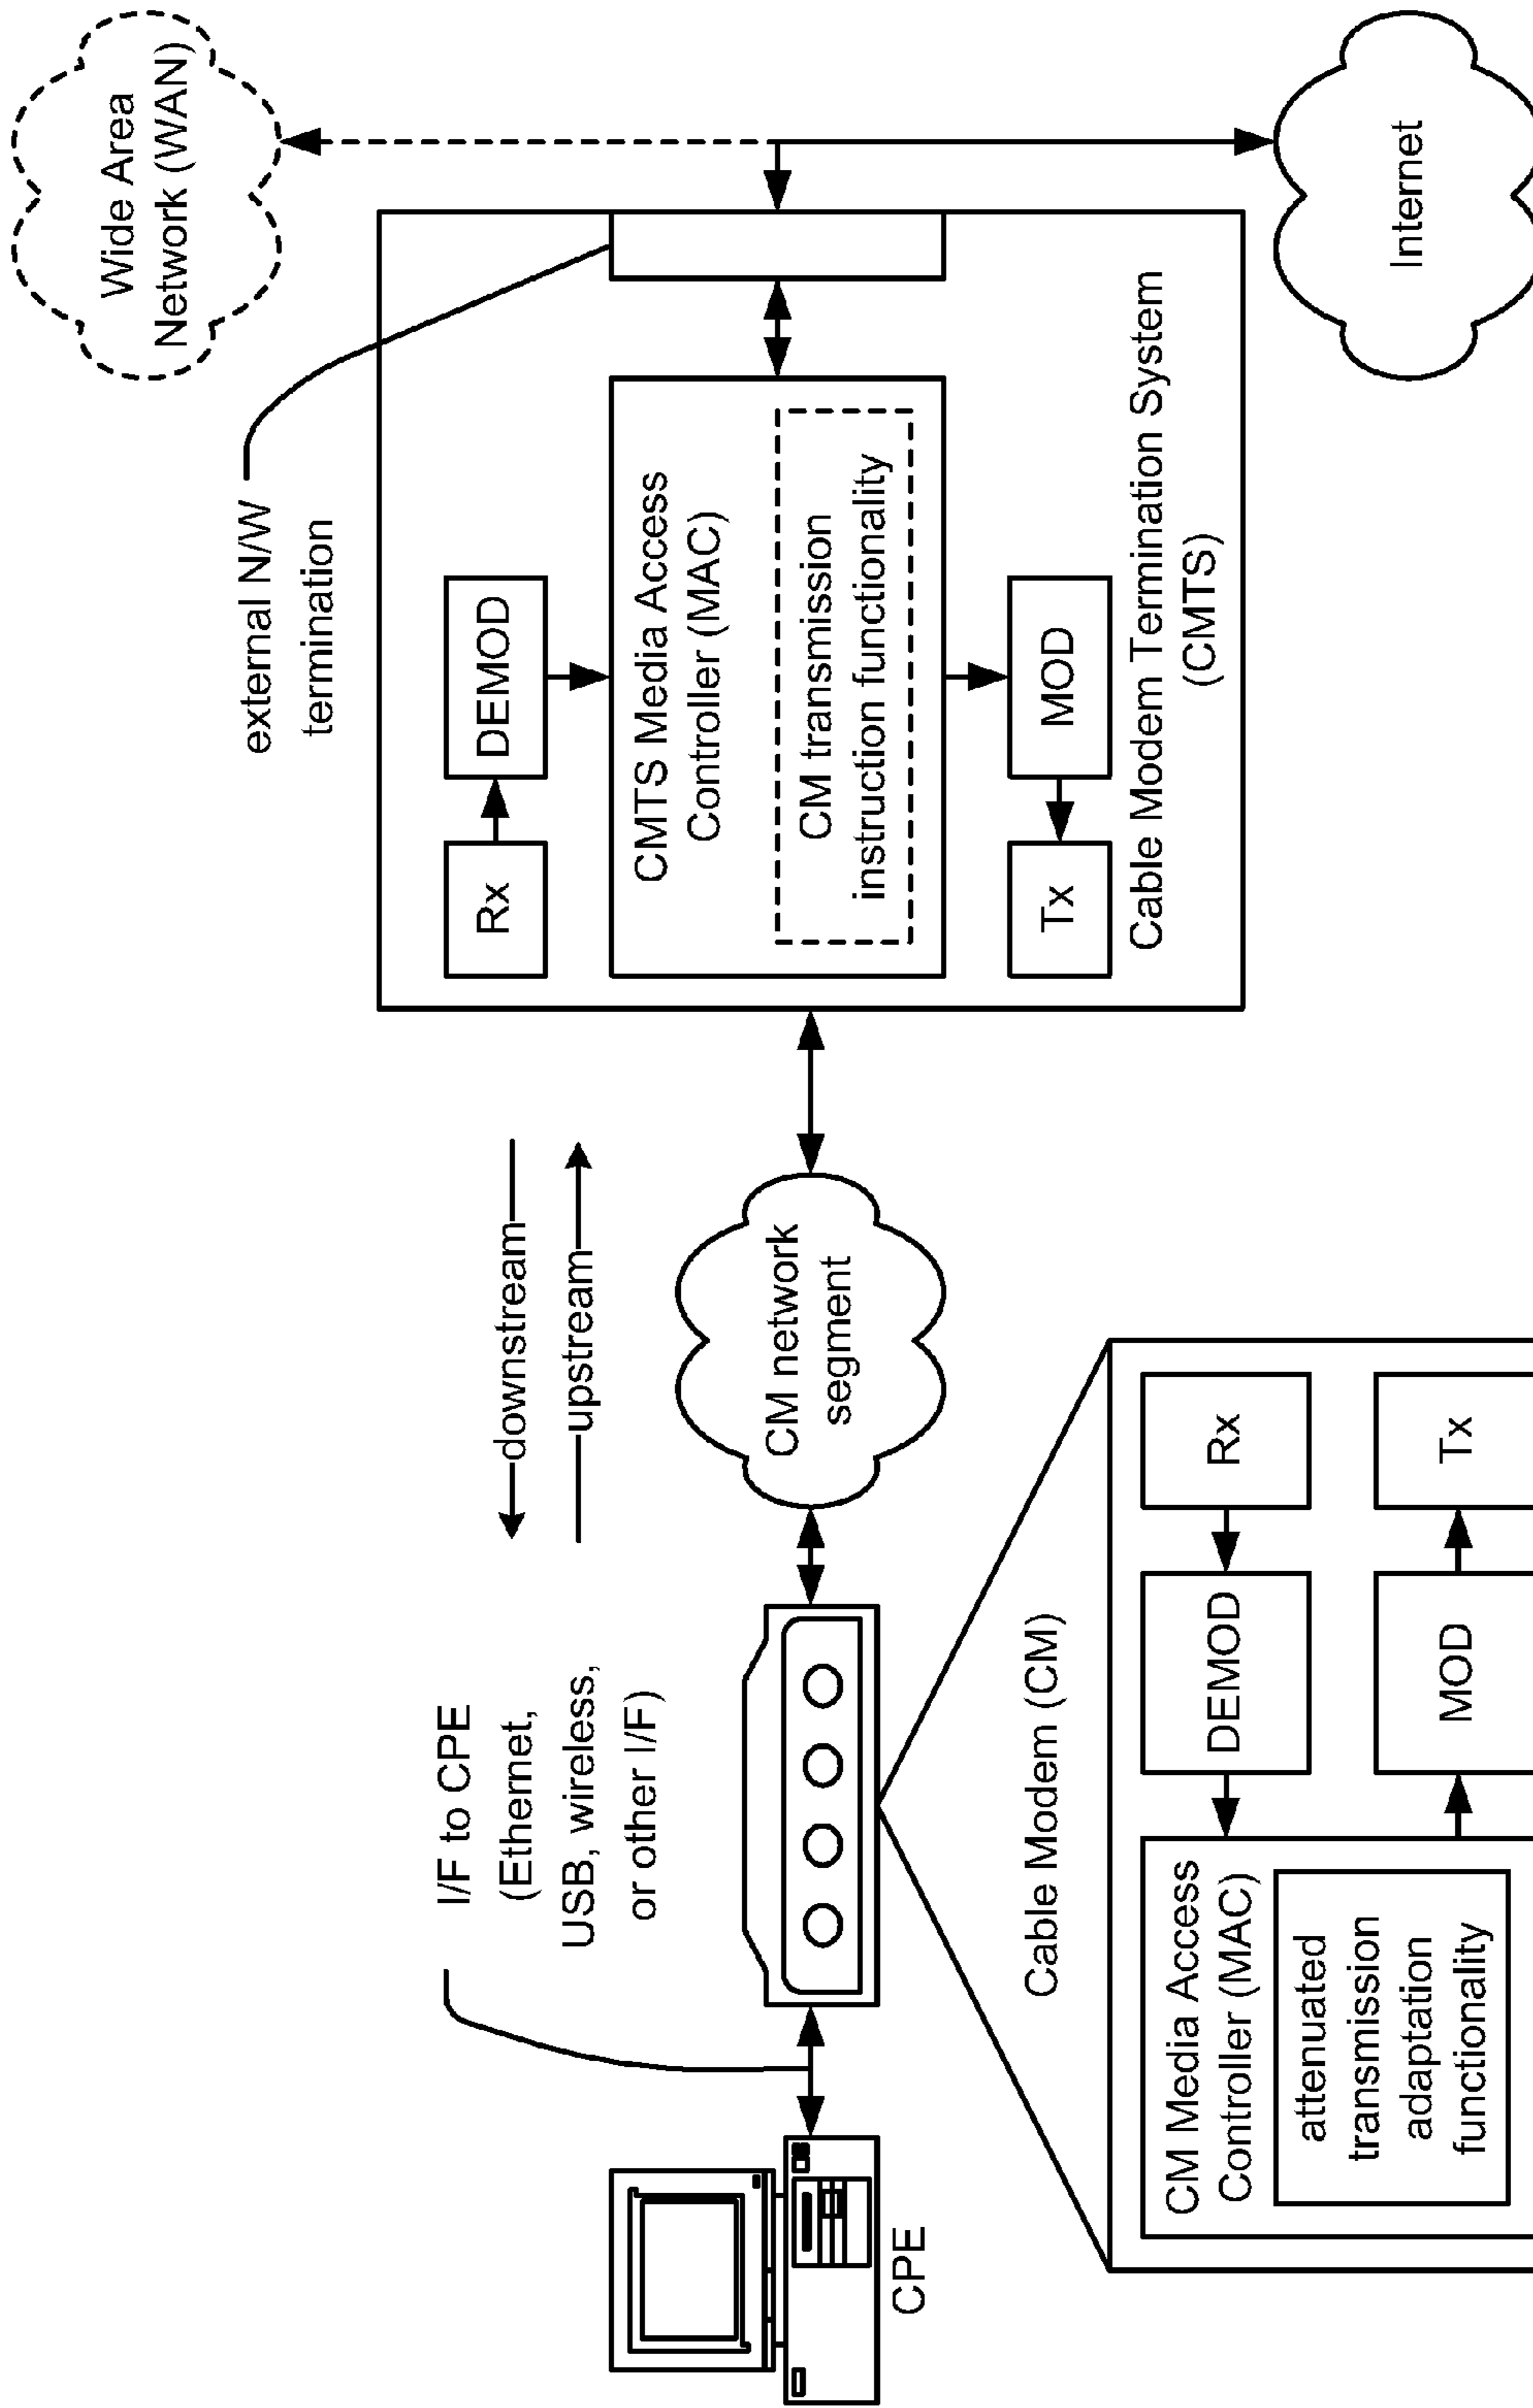 Wide Area
Network (WAN)
external N/W
termination
Rx
DEMOD
CMTS Media Access
Controller (MAC)
CM transmission
instruction functionality
Tx
MOD
Cable Modem Termination System
(CMTS)
Internet
downstream
upstream
CM network
segment
I/F to CPE
(Ethernet,
USB, wireless,
or other I/F)
CPE
Cable Modem (CM)
CM Media Access
Controller (MAC)
attenuated
transmission
adaptation
functionality
DEMOD
Rx
MOD
Tx